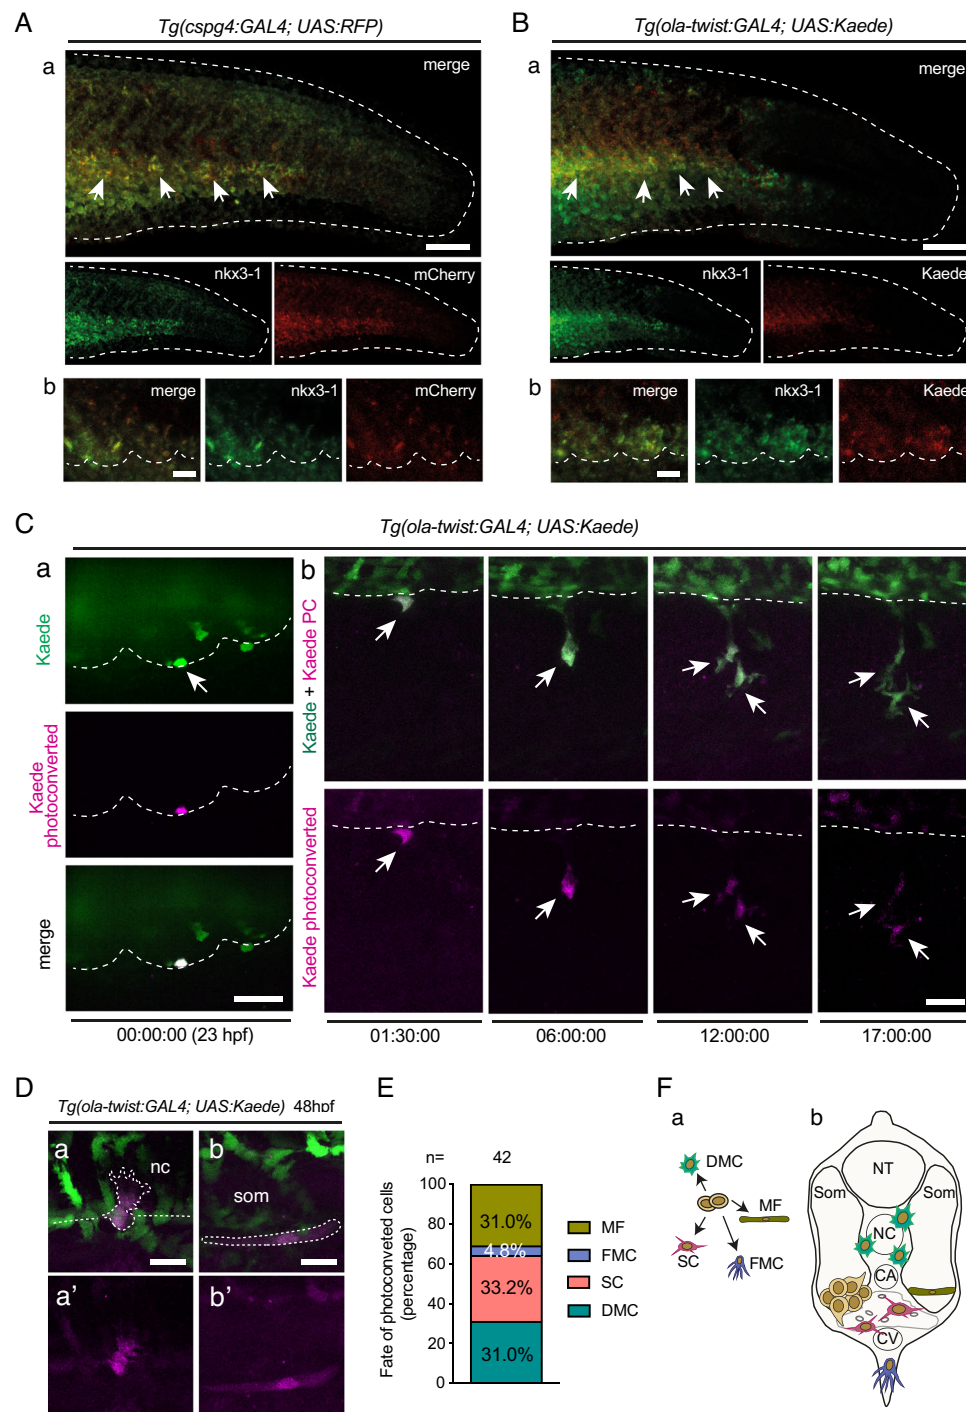 A
Tg(cspg4:GAL4; UAS:RFP)
a
merge
nkx3-1
mCherry
b
merge
nkx3-1
mCherry
B
Tg(ola-twist:GAL4; UAS:Kaede)
a
merge
nkx3-1
Kaede
b
merge
nkx3-1
Kaede
C
Tg(ola-twist:GAL4; UAS:Kaede)
a
Kaede
Kaede
photoconverted
merge
00:00:00 (23 hpf)
b
Kaede + Kaede PC
Kaede photoconverted
01:30:00
06:00:00
12:00:00
17:00:00
D
Tg(ola-twist:GAL4; UAS:Kaede) 48hpf
a
nc
b
som
a'
b'
E
n= 42
Fate of photoconveted cells
(percentage)
100
80
60
40
20
0
31.0%
4.8%
33.2%
31.0%
MF
FMC
SC
DMC
F
a
DMC
MF
SC
FMC
b
NT
Som
Som
NC
CA
CV